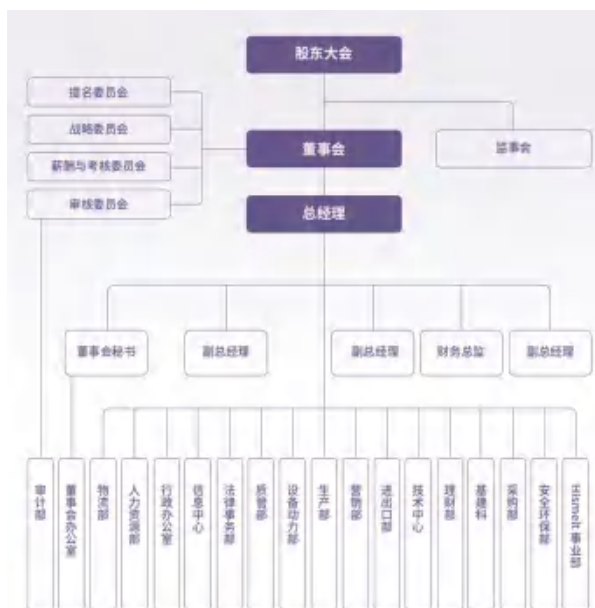 股东大会
提名委员会
战略委员会
薪酬与考核委员会
审核委员会
董事会
监事会
总经理
董事会秘书
副总经理
副总经理
财务总监
副总经理
审计部
董事会办公室
物流部
人力资源部
行政办公室
信息中心
法律事务部
质管部
设备动力部
生产部
营销部
进出口部
技术中心
理财部
基建科
采购部
安全环保部
HIsmelt 事业部